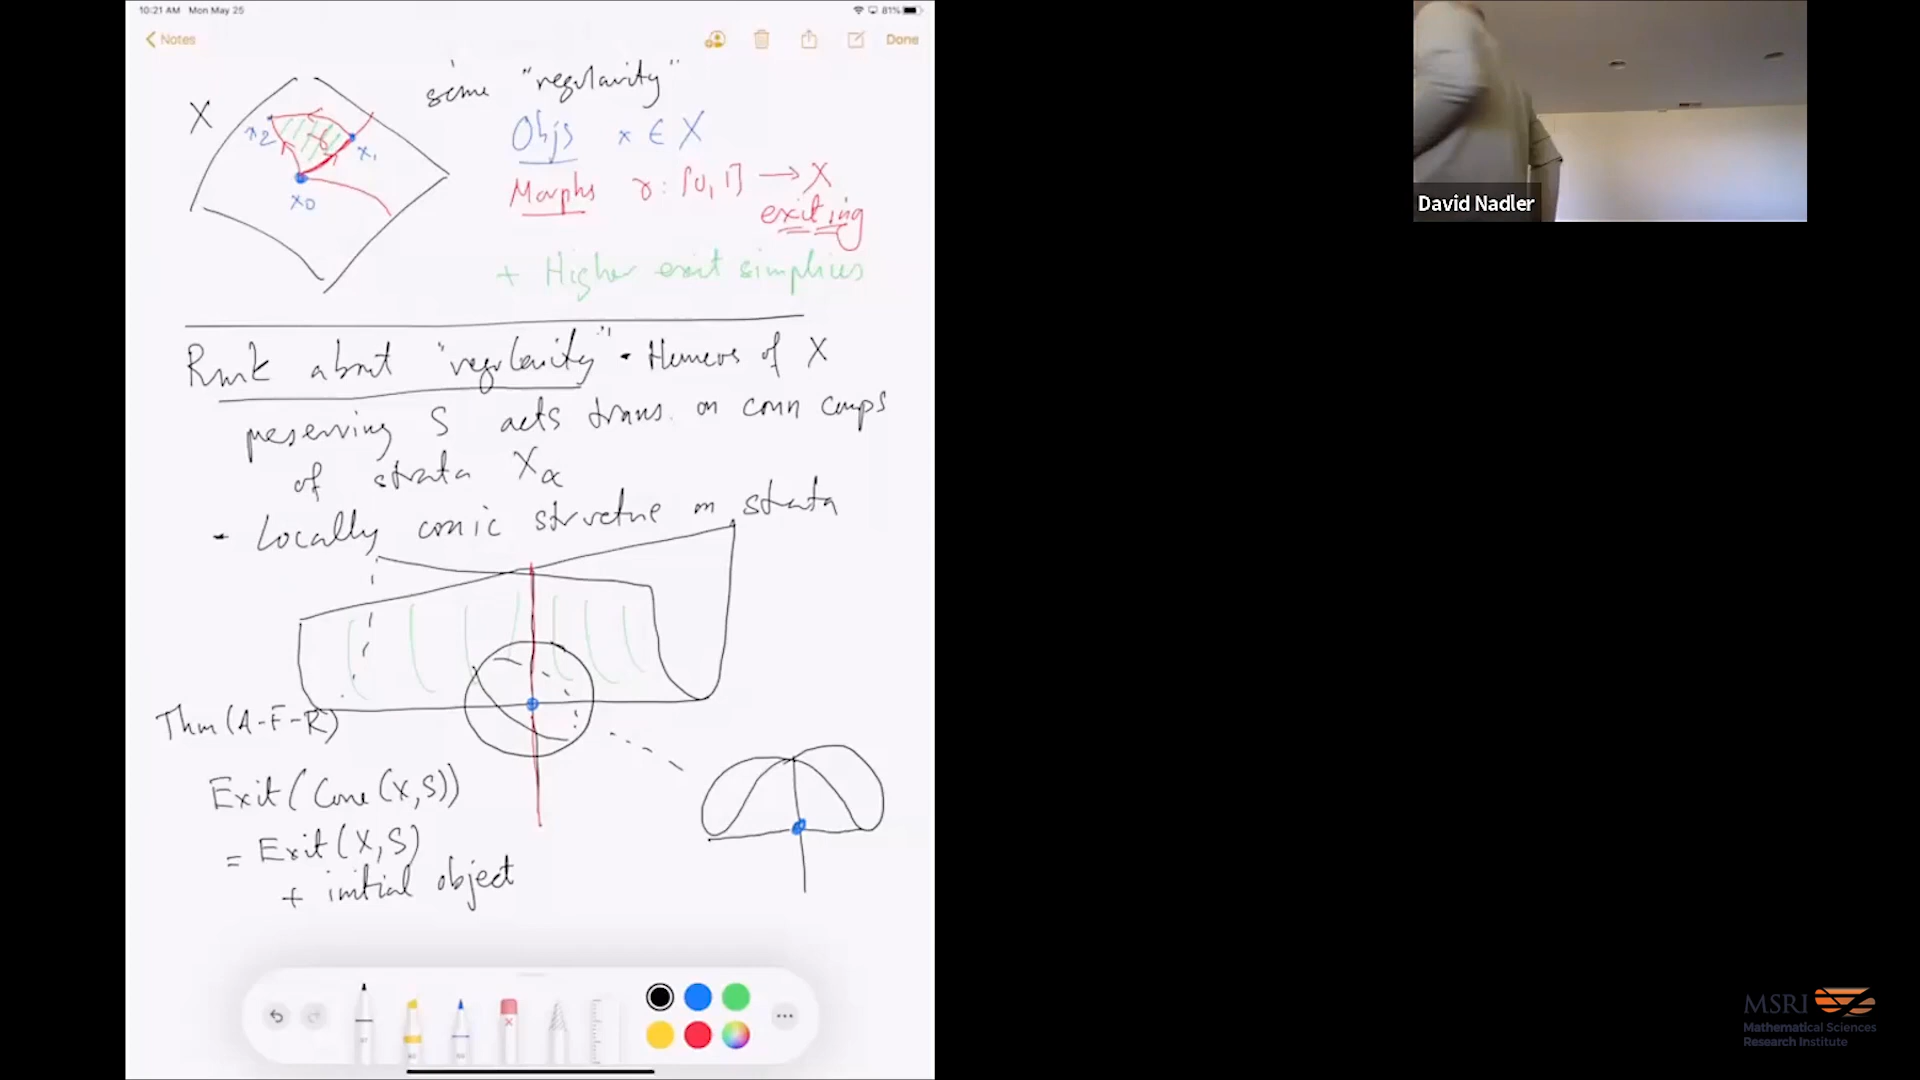 10:21 AM Mon May 25
81%
Notes
Done
some "regularity"
X
Objs x ∈ X
x2
x1
x0
γ
Morphs γ: [0,1] → X
exiting
+ Higher exit simplices
Rmk about "regularity" • Homeos of X
preserving S acts trans. on conn comps
of strata Xα
- Locally conic structure on strata
Thm (A-F-R)
Exit(Cone(X,S))
= Exit(X,S)
+ initial object
David Nadler
MSRI
Mathematical Sciences
Research Institute